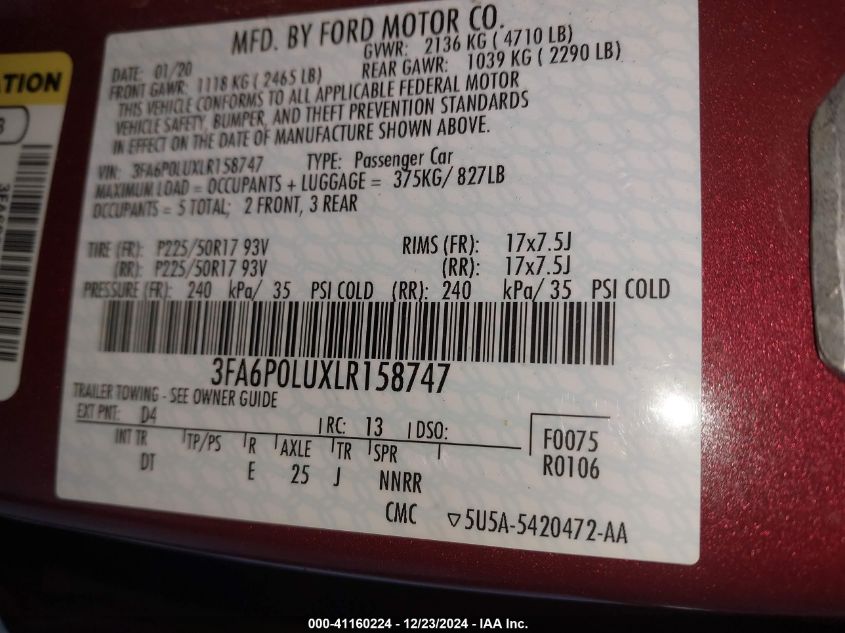 ATION
MFD. BY FORD MOTOR CO.
DATE: 01/20 GVWR: 2136 KG ( 4710 LB)
FRONT GAWR: 1118 KG ( 2465 LB) REAR GAWR: 1039 KG ( 2290 LB)
THIS VEHICLE CONFORMS TO ALL APPLICABLE FEDERAL MOTOR
VEHICLE SAFETY, BUMPER, AND THEFT PREVENTION STANDARDS
IN EFFECT ON THE DATE OF MANUFACTURE SHOWN ABOVE.
VIN: 3FA6P0LUXLR158747 TYPE: Passenger Car
MAXIMUM LOAD = OCCUPANTS + LUGGAGE = 375KG/ 827LB
OCCUPANTS = 5 TOTAL; 2 FRONT, 3 REAR
TIRE (FR): P225/50R17 93V RIMS (FR): 17x7.5J
(RR): P225/50R17 93V (RR): 17x7.5J
PRESSURE (FR): 240 kPa/ 35 PSI COLD (RR): 240 kPa/ 35 PSI COLD
3FA6P0LUXLR158747
TRAILER TOWING - SEE OWNER GUIDE
EXT PNT: D4 RC: 13 DSO:
INT TR TP/PS R AXLE TR SPR F0075
DT E 25 J NNRR R0106
CMC ▽5U5A-5420472-AA
000-41160224 - 12/23/2024 - IAA Inc.